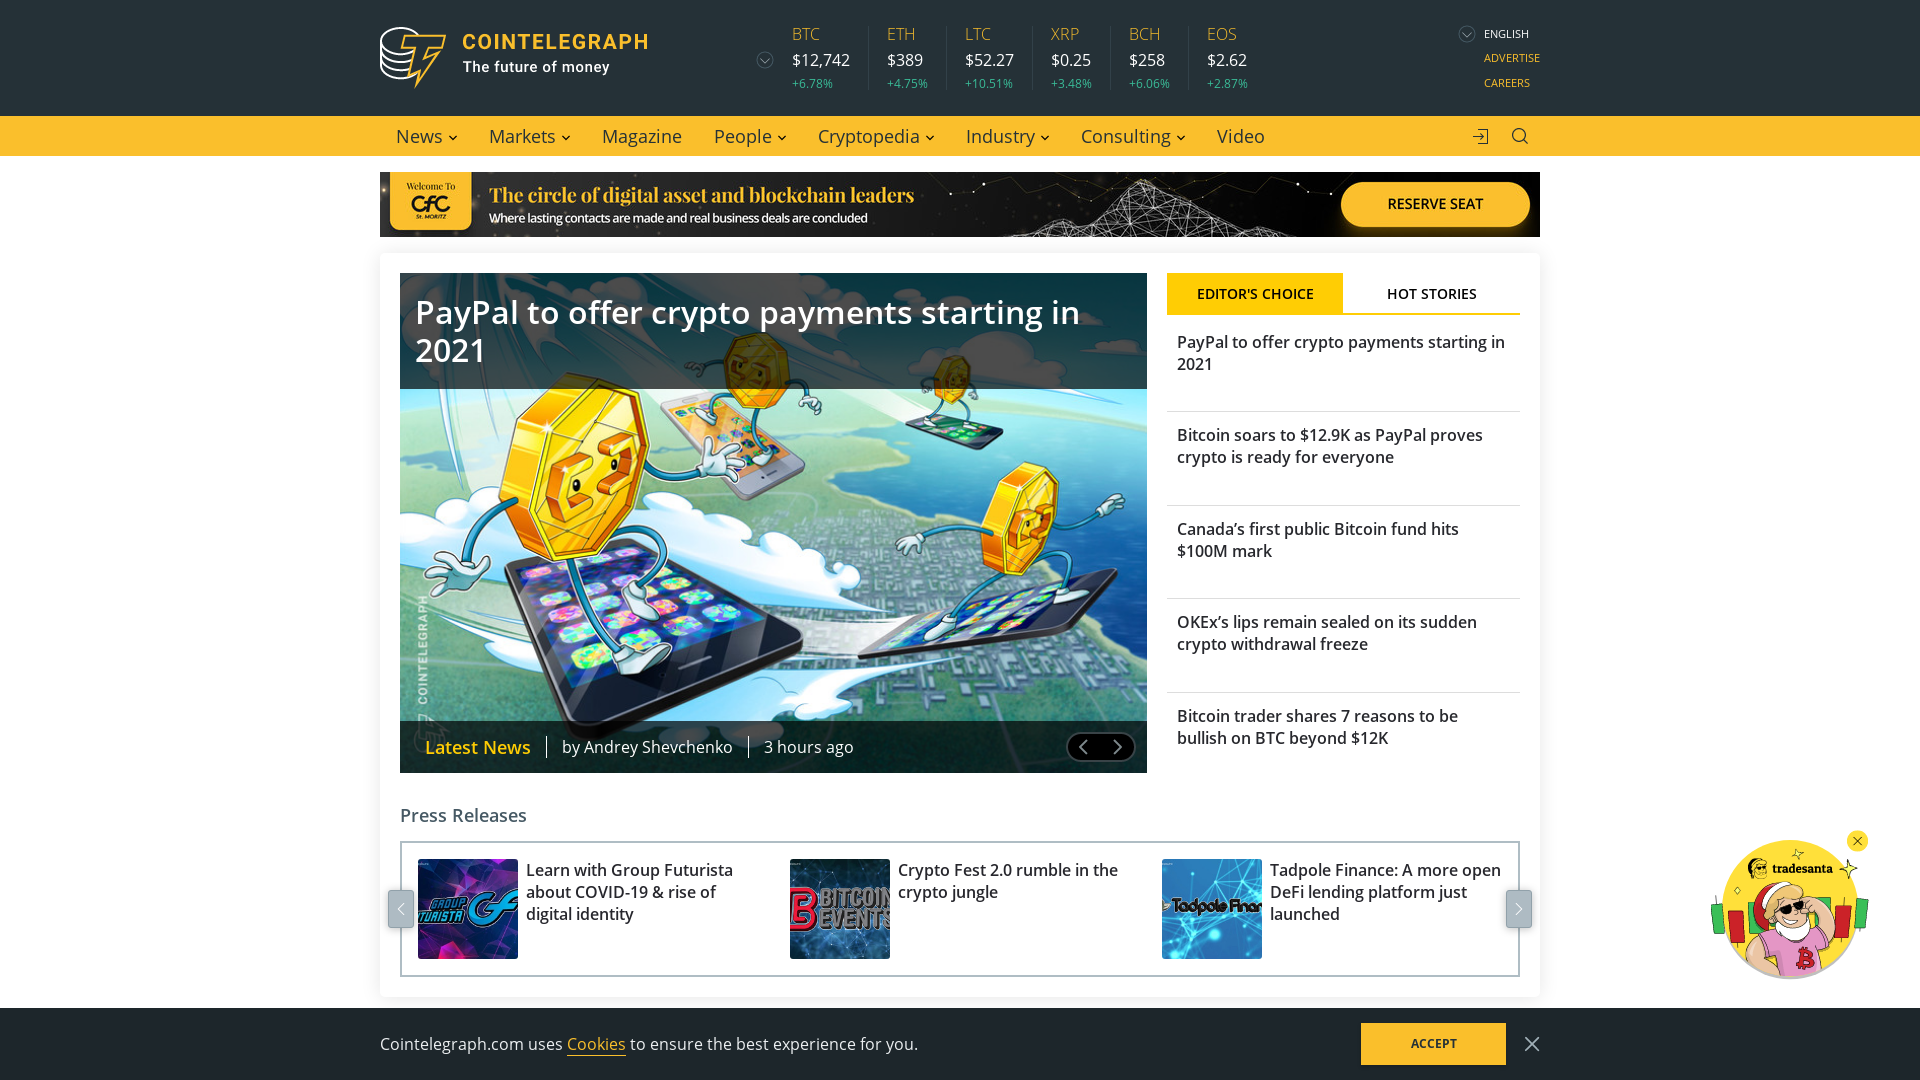 COINTELEGRAPH
The future of money
BTC
$12,742
+6.78%
ETH
$389
+4.75%
LTC
$52.27
+10.51%
XRP
$0.25
+3.48%
BCH
$258
+6.06%
EOS
$2.62
+2.87%
ENGLISH
ADVERTISE
CAREERS
News
Markets
Magazine
People
Cryptopedia
Industry
Consulting
Video
Welcome To
CfC
St. MORITZ
The circle of digital asset and blockchain leaders
Where lasting contacts are made and real business deals are concluded
RESERVE SEAT
PayPal to offer crypto payments starting in
2021
COINTELEGRAPH
Latest News
by Andrey Shevchenko
3 hours ago
EDITOR'S CHOICE
HOT STORIES
PayPal to offer crypto payments starting in
2021
Bitcoin soars to $12.9K as PayPal proves
crypto is ready for everyone
Canada’s first public Bitcoin fund hits
$100M mark
OKEx’s lips remain sealed on its sudden
crypto withdrawal freeze
Bitcoin trader shares 7 reasons to be
bullish on BTC beyond $12K
Press Releases
GROUP
FUTURISTA
Learn with Group Futurista
about COVID-19 & rise of
digital identity
BITCOIN
EVENTS
Crypto Fest 2.0 rumble in the
crypto jungle
Tadpole Finan
Tadpole Finance: A more open
DeFi lending platform just
launched
tradesanta
Cointelegraph.com uses Cookies to ensure the best experience for you.
ACCEPT